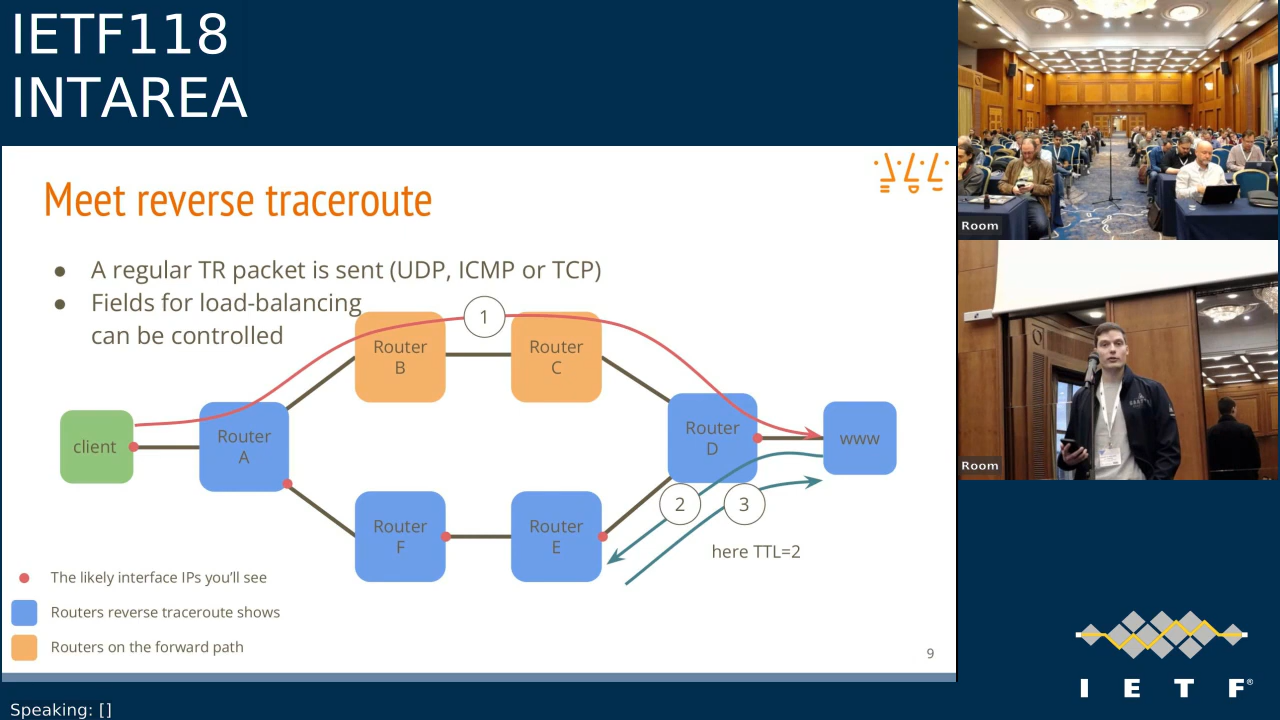 IETF118
INTAREA
Meet reverse traceroute
● A regular TR packet is sent (UDP, ICMP or TCP)
● Fields for load-balancing
can be controlled
1
Router
B
Router
C
client
Router
A
Router
D
www
2
3
Router
F
Router
E
here TTL=2
The likely interface IPs you'll see
Routers reverse traceroute shows
Routers on the forward path
9
Room
Room
I E T F®
Speaking: []